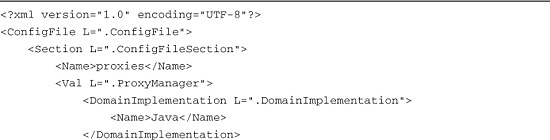 <?xml version="1.0" encoding="UTF-8"?>
<ConfigFile L=".ConfigFile">
<Section L=".ConfigFileSection">
<Name>proxies</Name>
<Val L=".ProxyManager">
<DomainImplementation L=".DomainImplementation">
<Name>Java</Name>
</DomainImplementation>